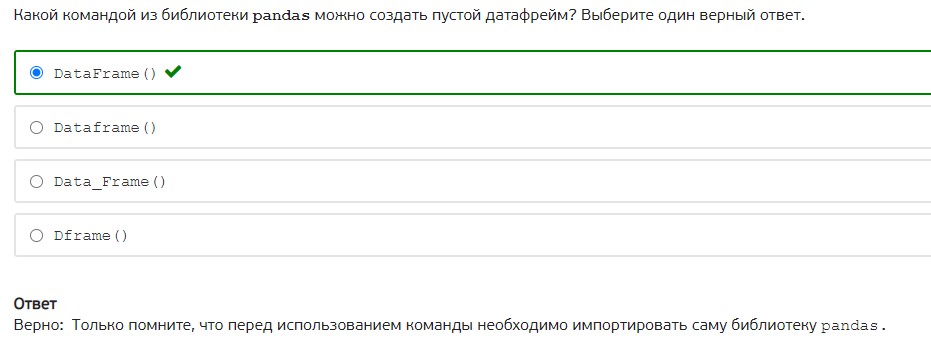 Какой командой из библиотеки pandas можно создать пустой датафрейм? Выберите один верный ответ.
DataFrame()
Dataframe()
Data_Frame()
Dframe()
Ответ
Верно: Только помните, что перед использованием команды необходимо импортировать саму библиотеку pandas.